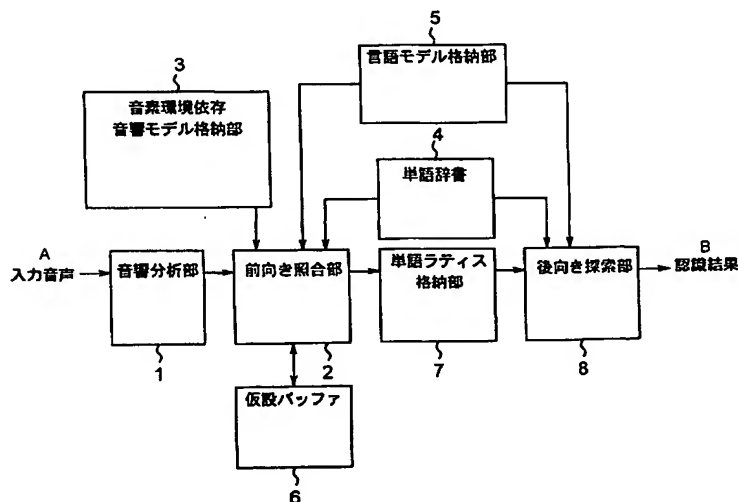 5
言語モデル格納部
3
音素環境依存
音響モデル格納部
4
単語辞書
A
入力音声
音響分析部
前向き照合部
単語ラティス
格納部
後向き探索部
B
認識結果
1
2
7
8
仮設バッファ
6